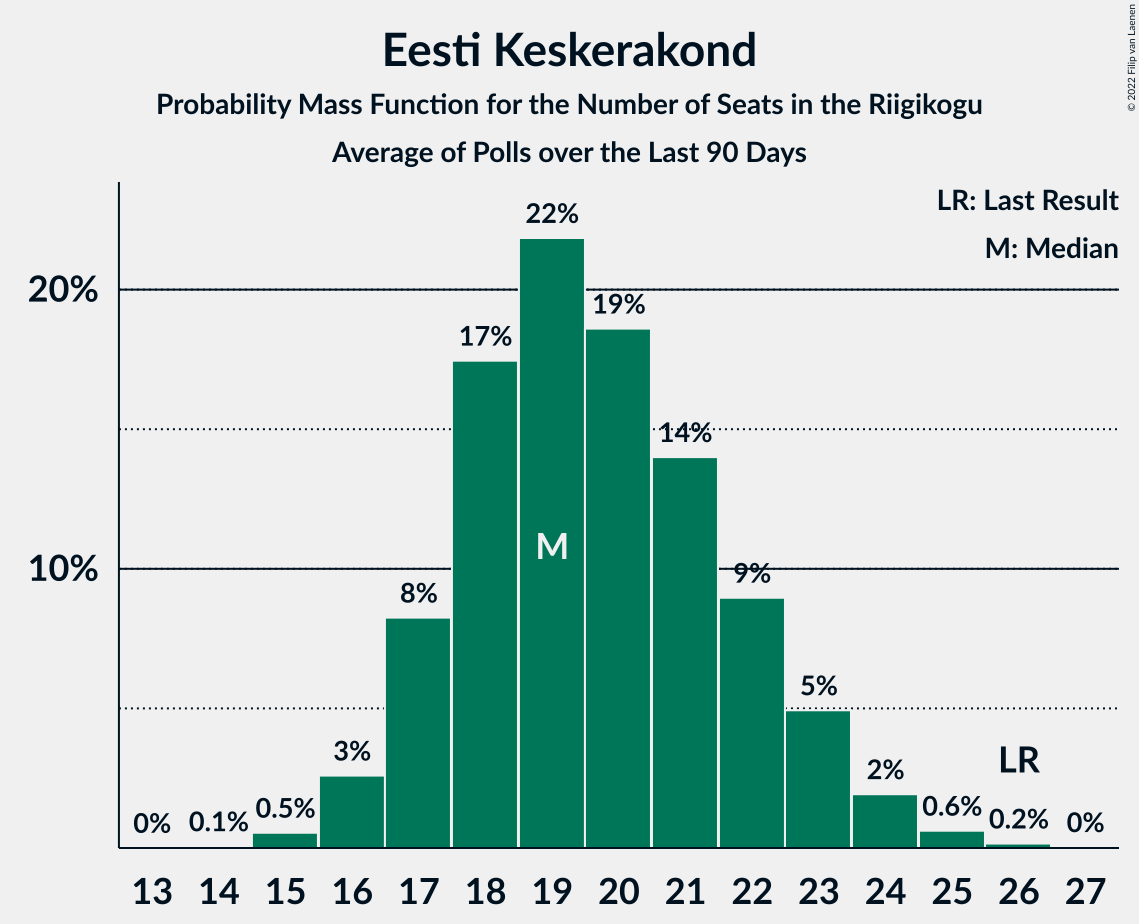 Eesti Keskerakond
Probability Mass Function for the Number of Seats in the Riigikogu
Average of Polls over the Last 90 Days
© 2022 Filip van Laenen
LR: Last Result
M: Median
22%
20%
19%
17%
14%
M
10%
9%
8%
5%
3%
LR
2%
0% 0.1% 0.5% 0.6% 0.2% 0%
13 14 15 16 17 18 19 20 21 22 23 24 25 26 27